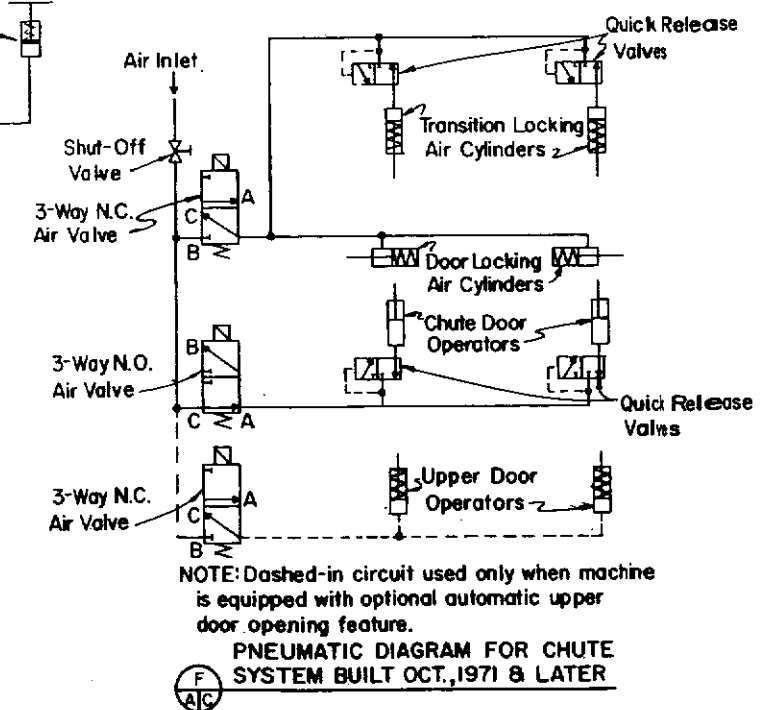 Quick Release
Valves
Air Inlet
Shut-Off
Valve
Transition Locking
Air Cylinders
3-Way N.C.
Air Valve
A
C
B
Door Locking
Air Cylinders
Chute Door
Operators
3-Way N.O.
Air Valve
B
C
A
Quick Release
Valves
3-Way N.C.
Air Valve
A
C
B
Upper Door
Operators
NOTE: Dashed-in circuit used only when machine
is equipped with optional automatic upper
door opening feature.
PNEUMATIC DIAGRAM FOR CHUTE
SYSTEM BUILT OCT., 1971 & LATER
F
A C